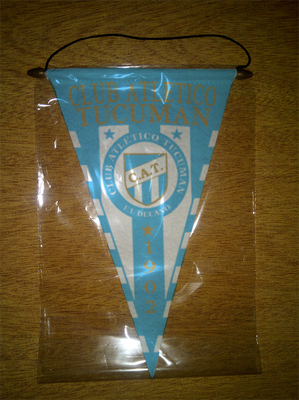 CLUB ATLETICO
TUCUMAN
CLUB ATLETICO TUCUMAN
C.A.T.
EL DECANO
1902